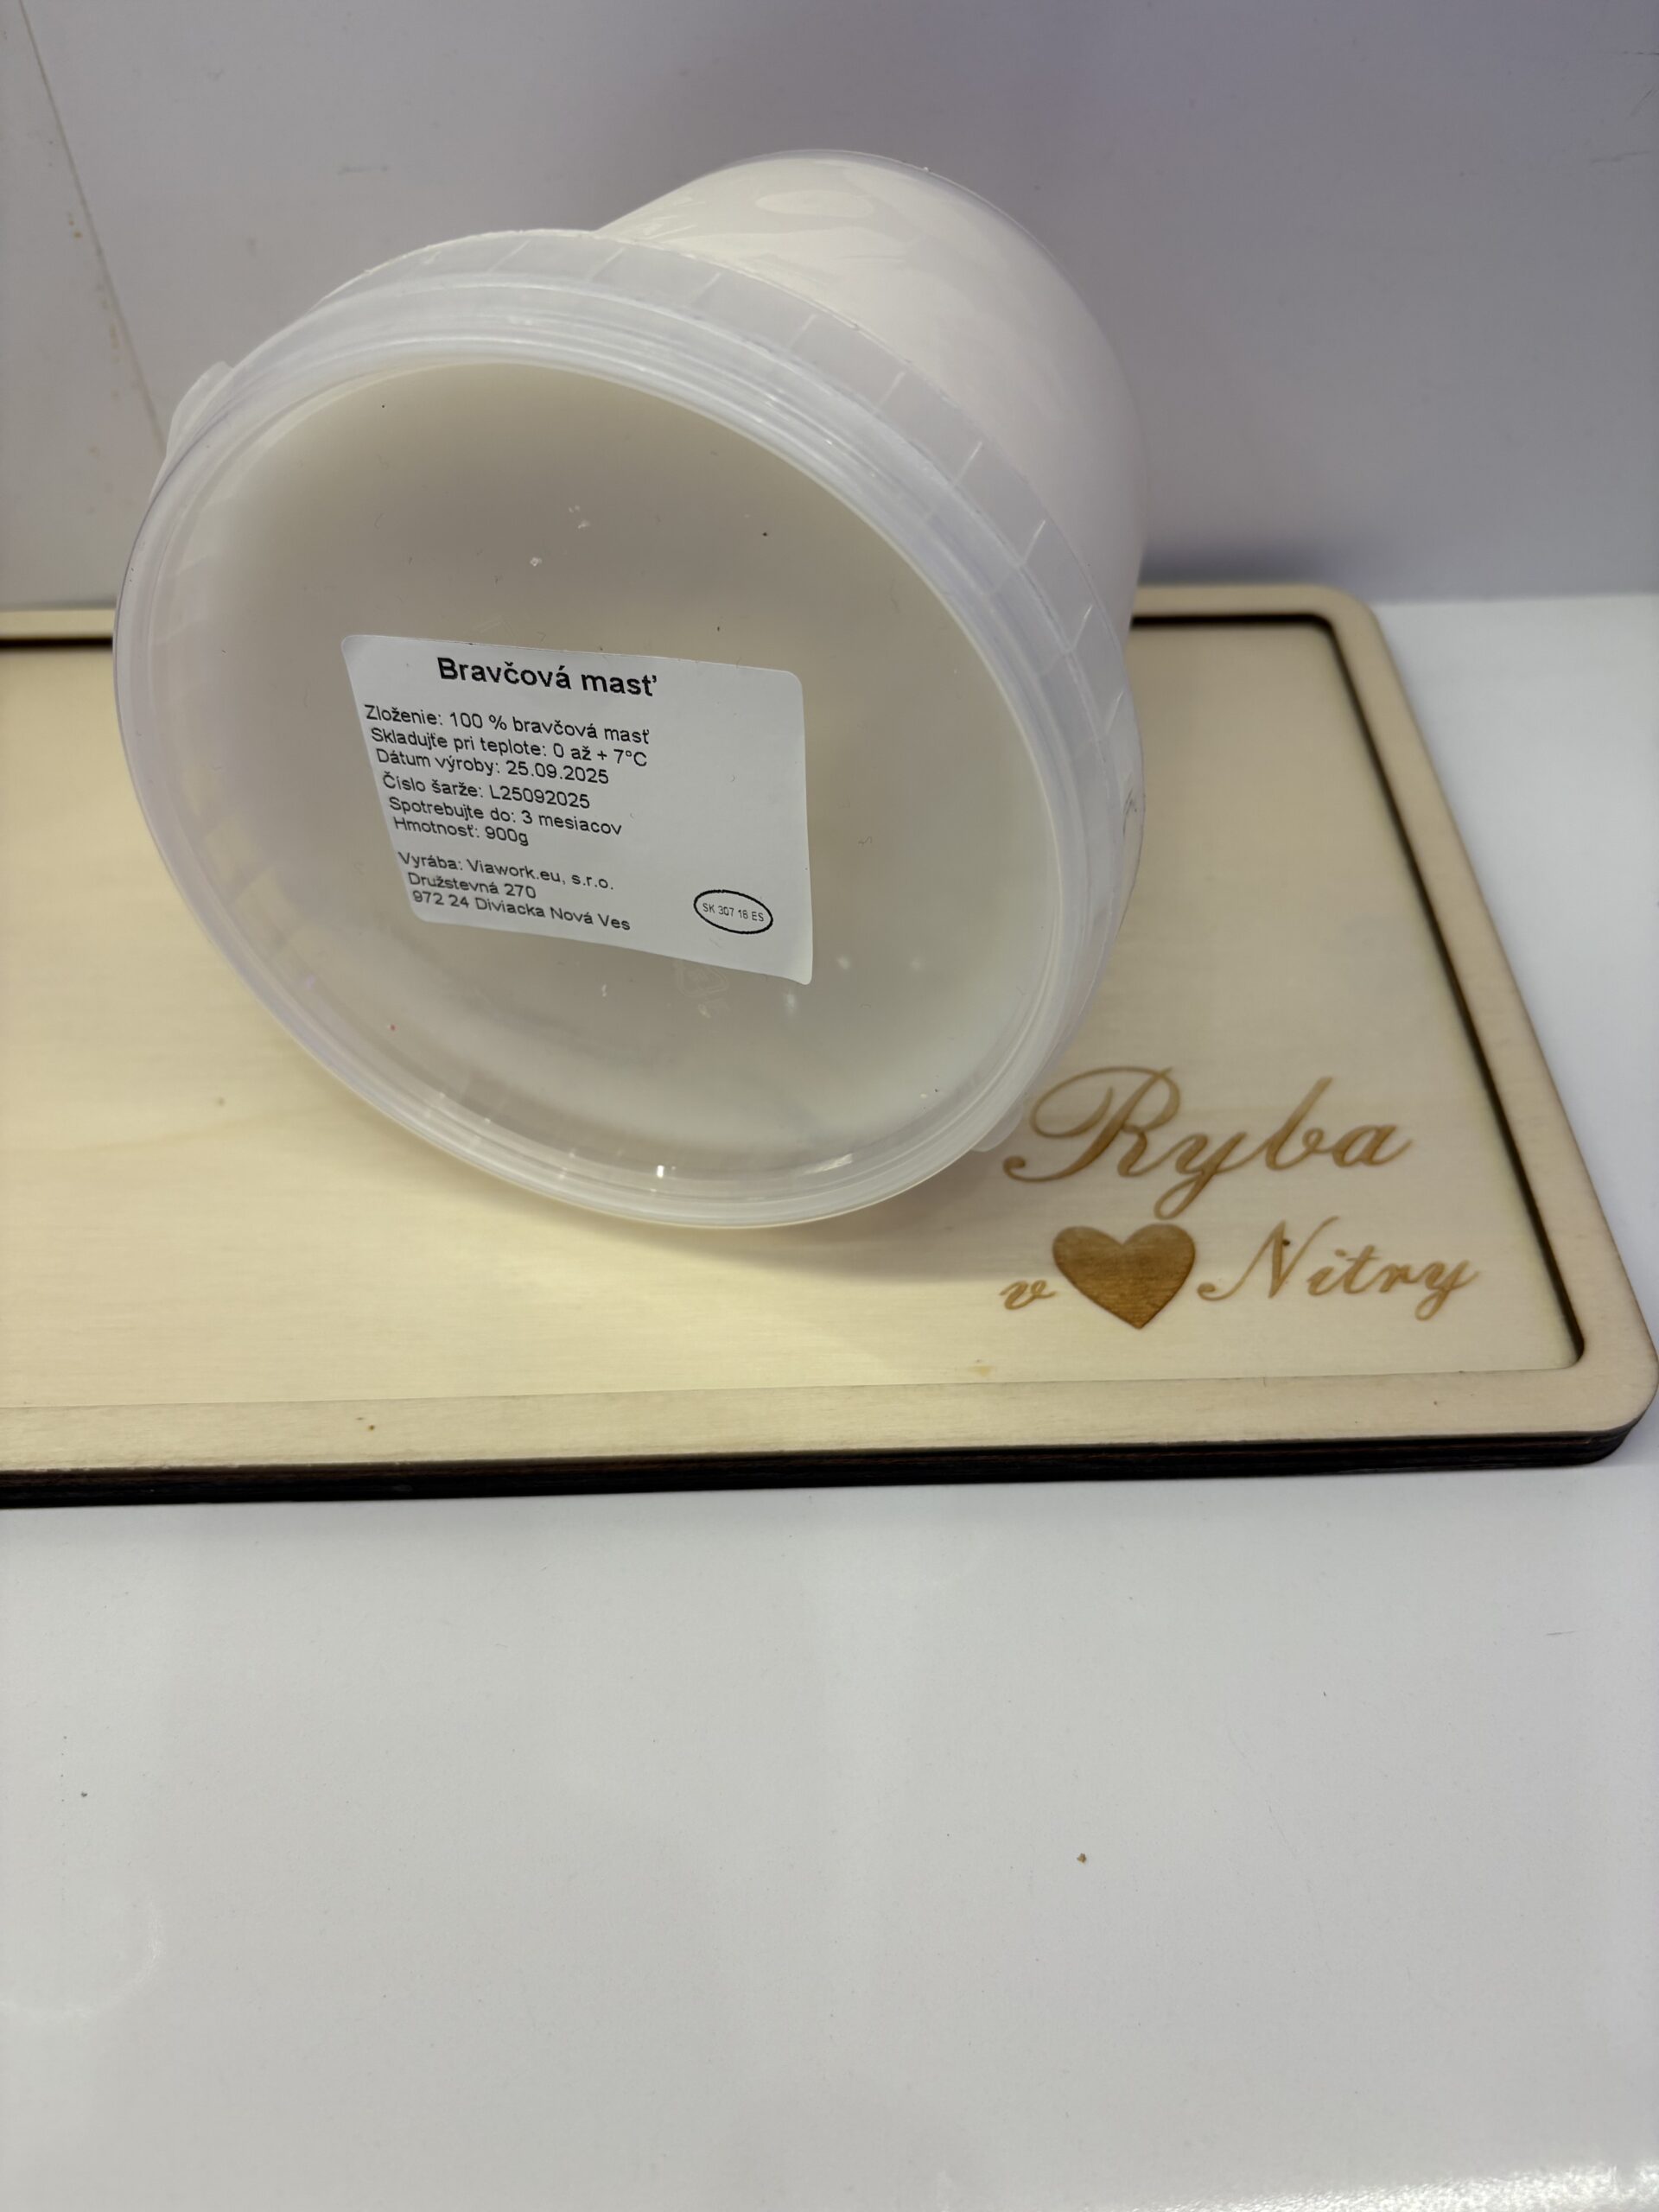 Bravčová masť
Zloženie: 100 % bravčová masť
Skladujťe pri teplote: 0 až + 7°C
Dátum výroby: 25.09.2025
Číslo šarže: L25092025
Spotrebujte do: 3 mesiacov
Hmotnosť: 900g
Vyrába: Viawork.eu, s.r.o.
Družstevná 270
972 24 Diviacka Nová Ves
SK 307 16 ES
Ryba
v Nitry